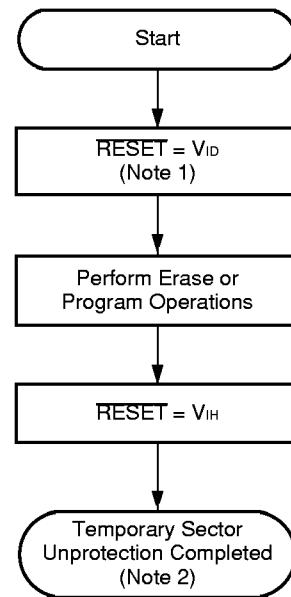 Start
RESET = VID
(Note 1)
Perform Erase or
Program Operations
RESET = VIH
Temporary Sector
Unprotection Completed
(Note 2)